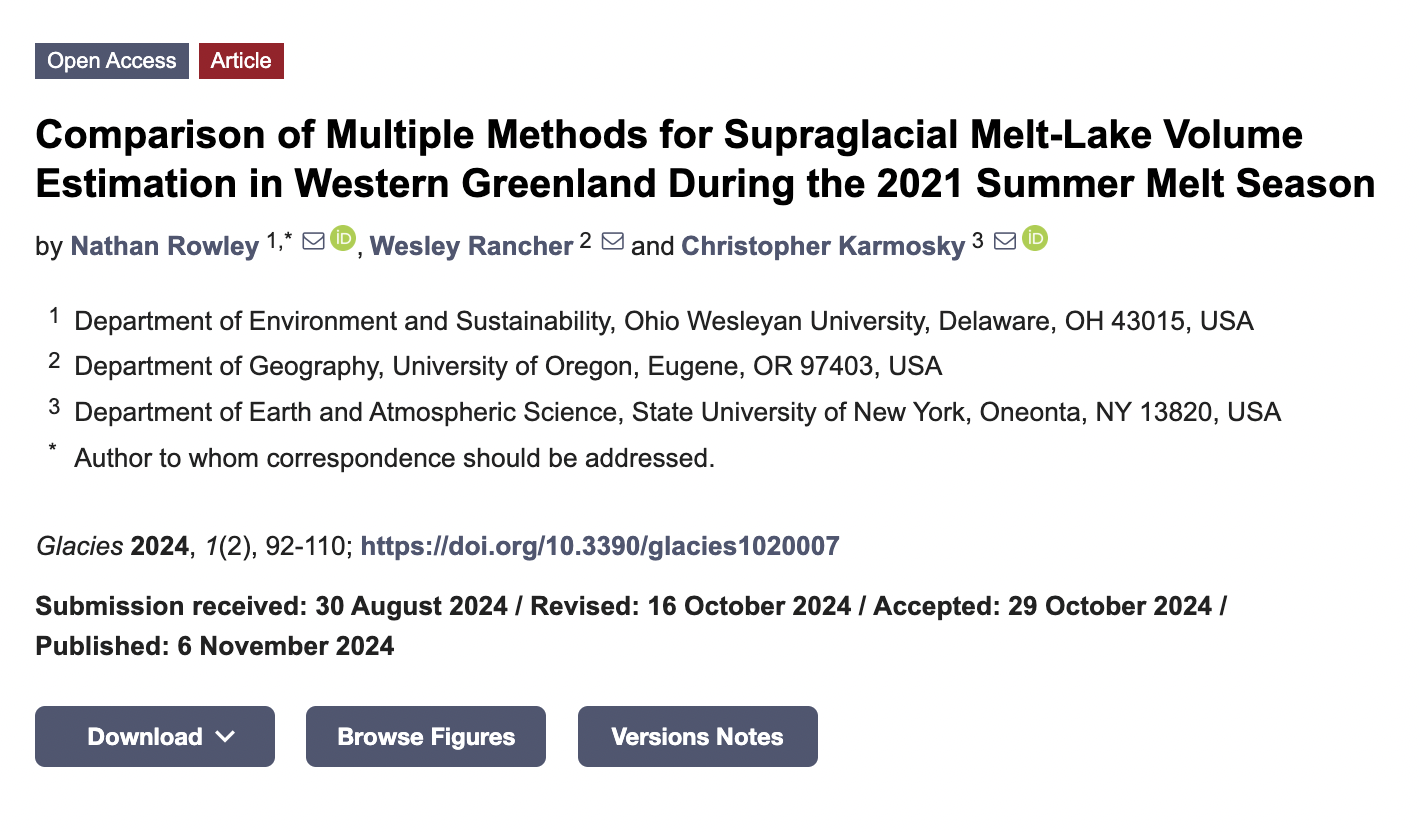 Open Access Article
Comparison of Multiple Methods for Supraglacial Melt-Lake Volume
Estimation in Western Greenland During the 2021 Summer Melt Season
by Nathan Rowley 1,* iD, Wesley Rancher 2 and Christopher Karmosky 3 iD
1 Department of Environment and Sustainability, Ohio Wesleyan University, Delaware, OH 43015, USA
2 Department of Geography, University of Oregon, Eugene, OR 97403, USA
3 Department of Earth and Atmospheric Science, State University of New York, Oneonta, NY 13820, USA
* Author to whom correspondence should be addressed.
Glacies 2024, 1(2), 92-110; https://doi.org/10.3390/glacies1020007
Submission received: 30 August 2024 / Revised: 16 October 2024 / Accepted: 29 October 2024 /
Published: 6 November 2024
Download Browse Figures Versions Notes